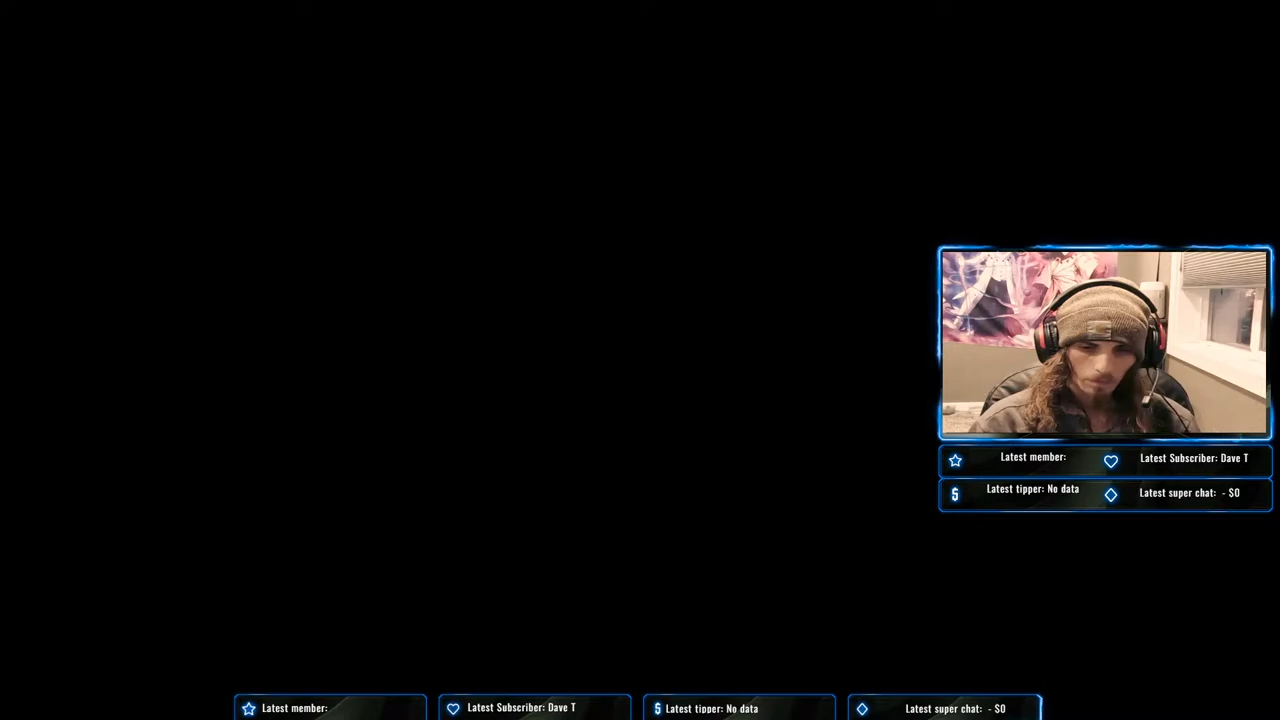 Latest member:
Latest Subscriber: Dave T
Latest tipper: No data
Latest super chat: - $0
Latest member:
Latest Subscriber: Dave T
$ Latest tipper: No data
Latest super chat: - $0